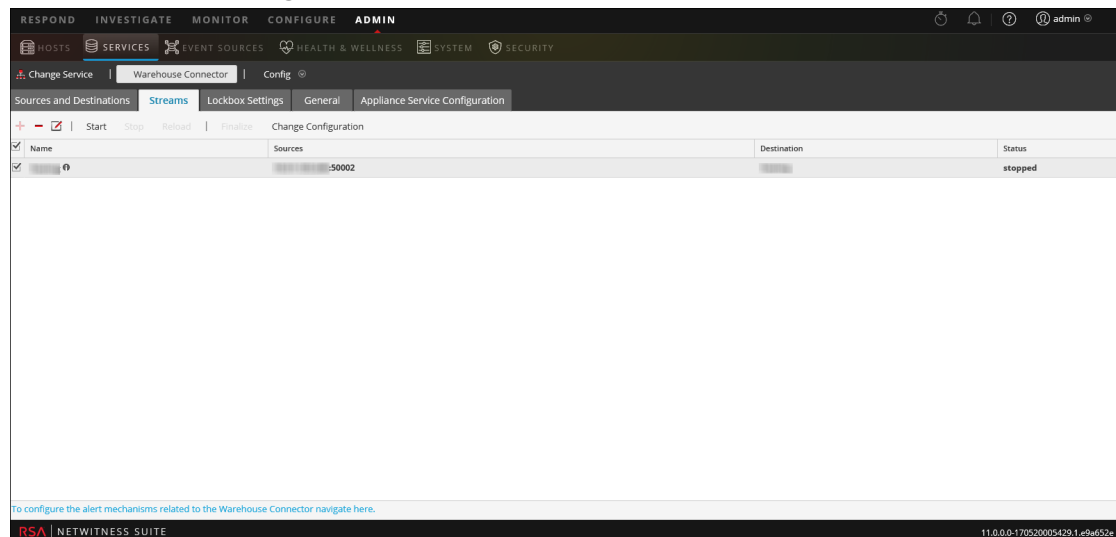 RESPOND INVESTIGATE MONITOR CONFIGURE ADMIN admin
HOSTS SERVICES EVENT SOURCES HEALTH & WELLNESS SYSTEM SECURITY
Change Service | Warehouse Connector | Config
Sources and Destinations Streams Lockbox Settings General Appliance Service Configuration
Start Stop Reload | Finalize Change Configuration
Name Sources Destination Status
:50002 stopped
To configure the alert mechanisms related to the Warehouse Connector navigate here.
RSA | NETWITNESS SUITE 11.0.0.0-170520005429.1.e9a652e